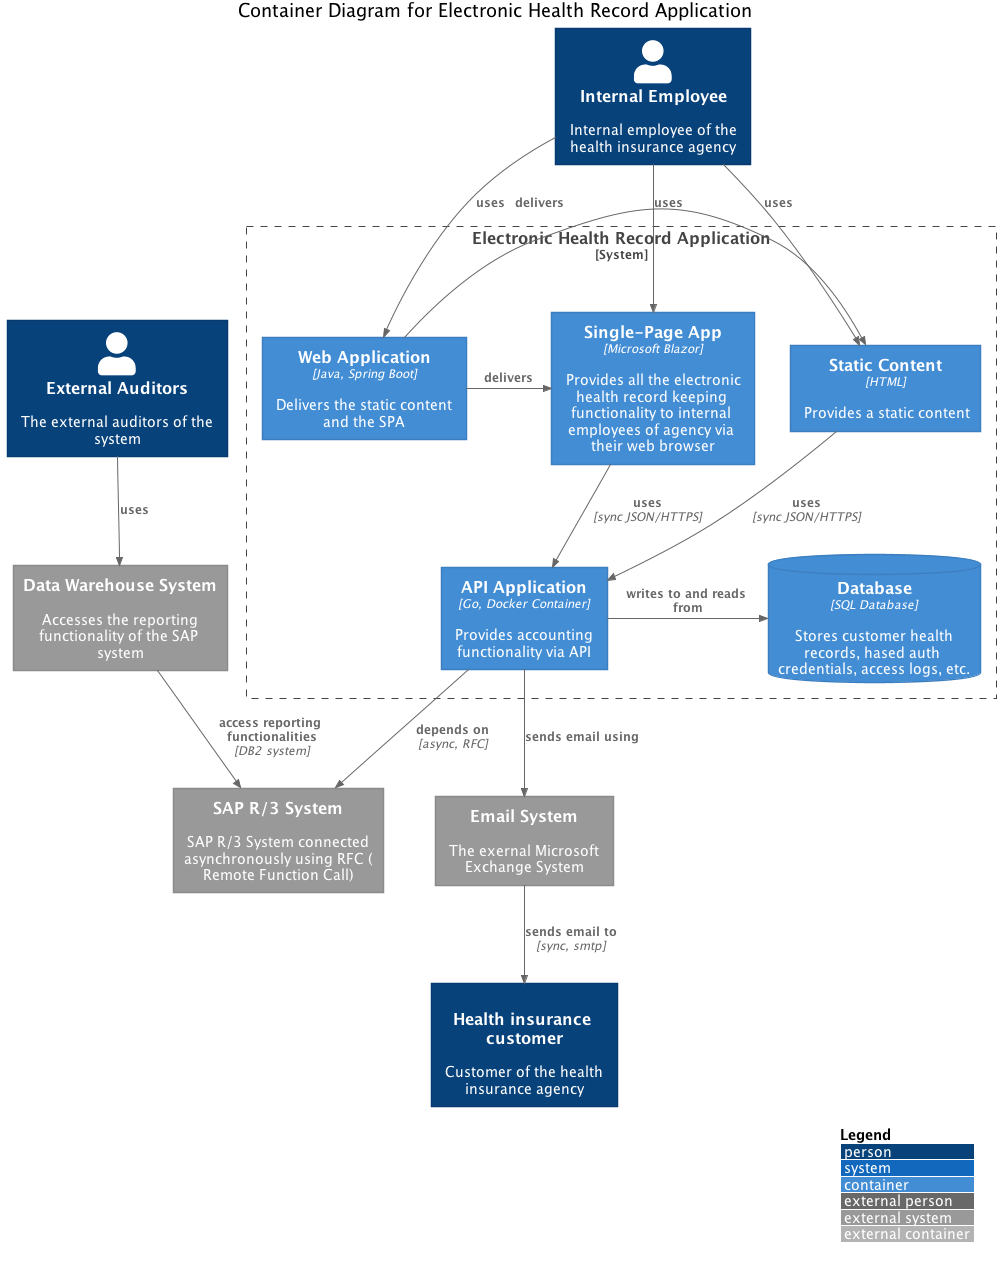 Container Diagram for Electronic Health Record Application
Internal Employee
Internal employee of the
health insurance agency
uses
delivers
uses
uses
Electronic Health Record Application
[System]
External Auditors
The external auditors of the
system
Web Application
[Java, Spring Boot]
Delivers the static content
and the SPA
delivers
Single-Page App
[Microsoft Blazor]
Provides all the electronic
health record keeping
functionality to internal
employees of agency via
their web browser
Static Content
[HTML]
Provides a static content
uses
uses
[sync JSON/HTTPS]
uses
[sync JSON/HTTPS]
Data Warehouse System
Accesses the reporting
functionality of the SAP
system
API Application
[Go, Docker Container]
Provides accounting
functionality via API
writes to and reads
from
Database
[SQL Database]
Stores customer health
records, hased auth
credentials, access logs, etc.
access reporting
functionalities
[DB2 system]
depends on
[async, RFC]
sends email using
SAP R/3 System
SAP R/3 System connected
asynchronously using RFC (
Remote Function Call)
Email System
The exernal Microsoft
Exchange System
sends email to
[sync, smtp]
Health insurance
customer
Customer of the health
insurance agency
Legend
person
system
container
external person
external system
external container